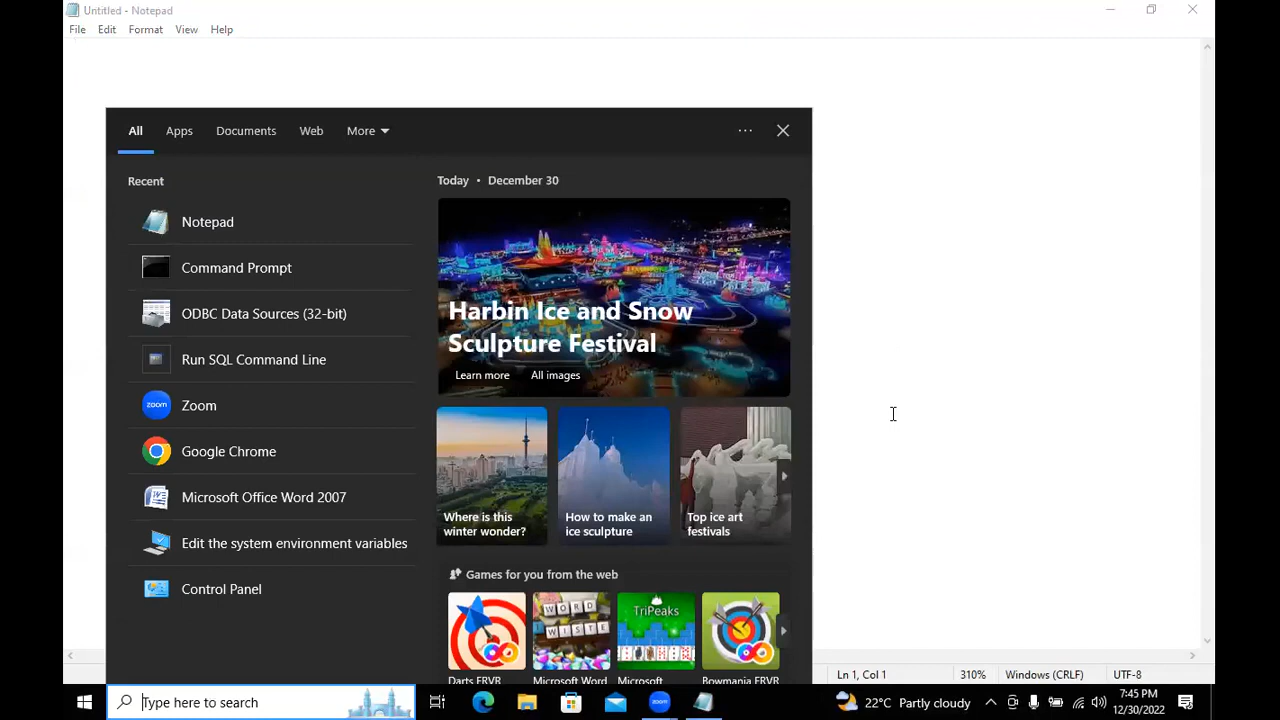 Untitled - Notepad
File Edit Format View Help
All Apps Documents Web More
Recent
Notepad
Command Prompt
ODBC Data Sources (32-bit)
Run SQL Command Line
zoom
Zoom
Google Chrome
Microsoft Office Word 2007
Edit the system environment variables
Control Panel
Today • December 30
Harbin Ice and Snow
Sculpture Festival
Learn more All images
Where is this
winter wonder?
How to make an
ice sculpture
Top ice art
festivals
Games for you from the web
WORD
TriPeaks
Darts FRVR Microsoft Word Microsoft Bowmania FRVR
Ln 1, Col 1 310% Windows (CRLF) UTF-8
Type here to search
zoom
22°C Partly cloudy
7:45 PM
12/30/2022